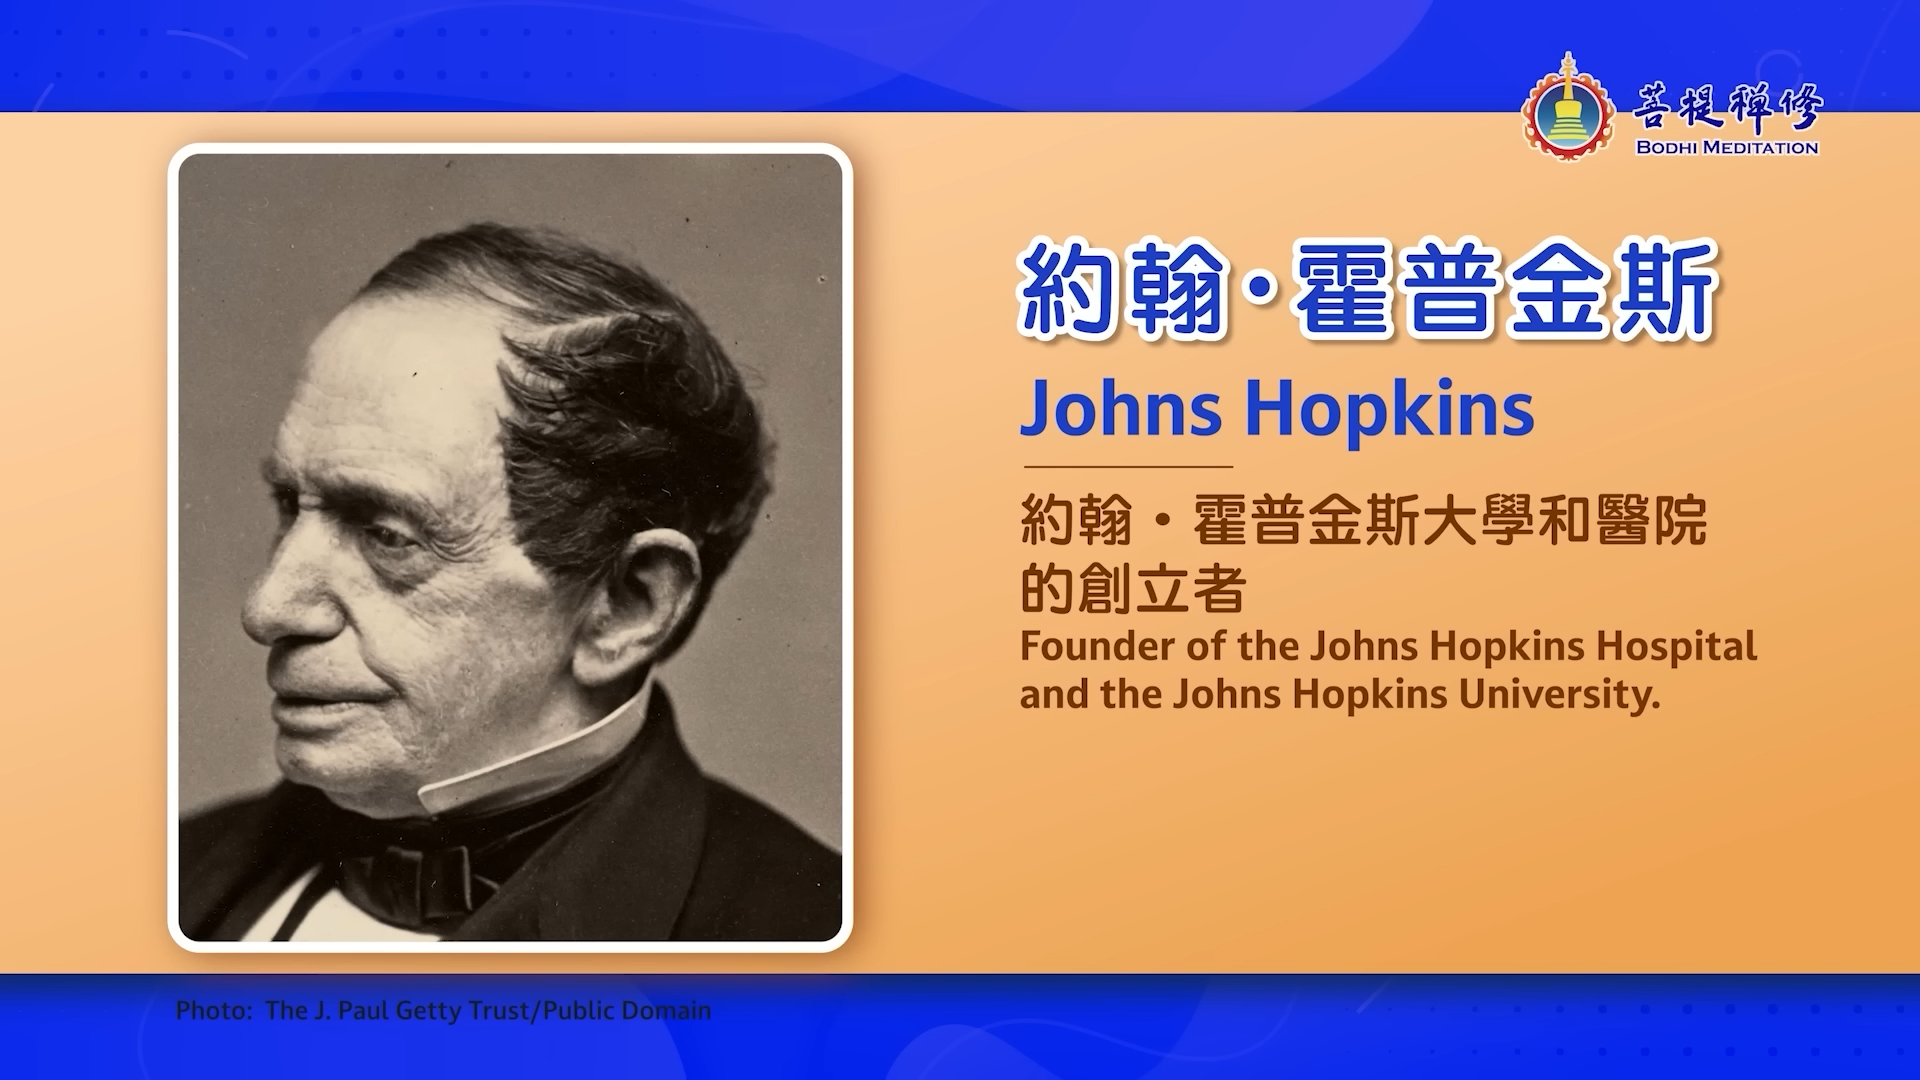 菩提禪修
BODHI MEDITATION
約翰·霍普金斯
Johns Hopkins
約翰·霍普金斯大學和醫院
的創立者
Founder of the Johns Hopkins Hospital
and the Johns Hopkins University.
Photo: The J. Paul Getty Trust/Public Domain